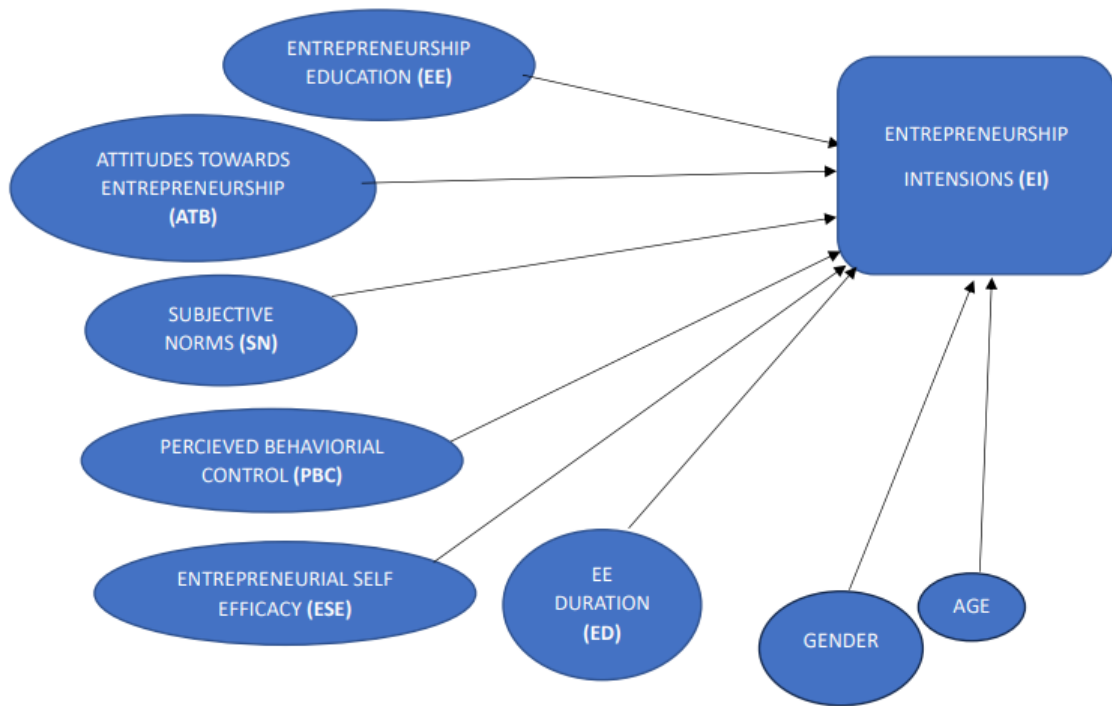 ENTREPRENEURSHIP
EDUCATION (EE)
ENTREPRENEURSHIP
INTENSIONS (EI)
ATTITUDES TOWARDS
ENTREPRENEURSHIP
(ATB)
SUBJECTIVE
NORMS (SN)
PERCIEVED BEHAVIORIAL
CONTROL (PBC)
ENTREPRENEURIAL SELF
EFFICACY (ESE)
EE
DURATION
(ED)
GENDER
AGE